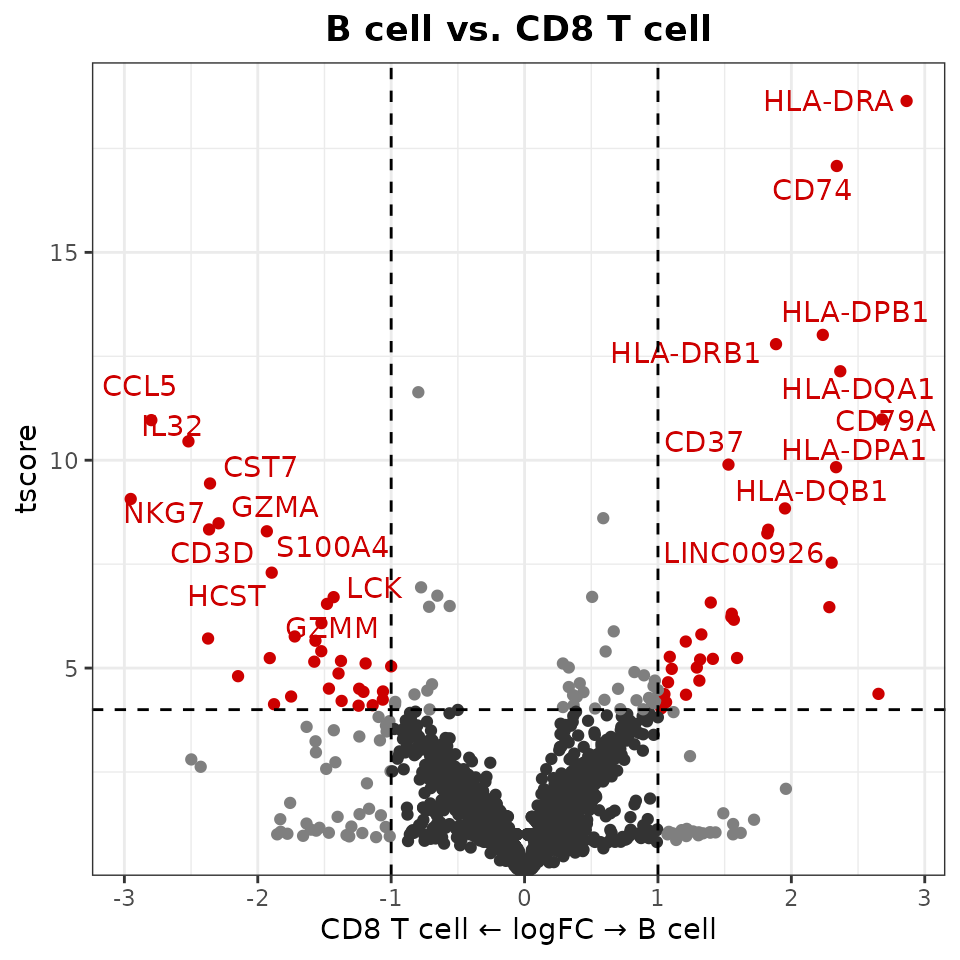 B cell vs. CD8 T cell
HLA-DRA
CD74
15
HLA-DPB1
HLA-DRB1
CCL5
HLA-DQA1
IL32
CD79A
CD37
HLA-DPA1
10
CST7
HLA-DQB1
NKG7
GZMA
CD3D
S100A4
LINC00926
HCST
LCK
GZMM
5
tscore
-3
-2
-1
0
1
2
3
CD8 T cell ← logFC → B cell